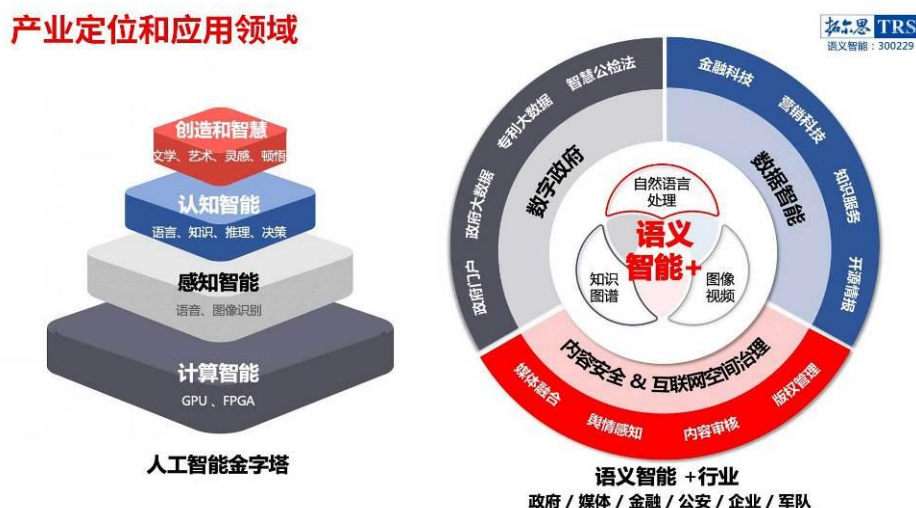 产业定位和应用领域
拓尔思 TRS
语义智能：300229
创造和智慧
文学、艺术、灵感、顿悟
认知智能
语言、知识、推理、决策
感知智能
语音、图像识别
计算智能
GPU 、FPGA
人工智能金字塔
数字政府
政府门户
政府大数据
专利大数据
智慧公检法
数据智能
金融科技
营销科技
知识服务
开源情报
自然语言
处理
语义
智能+
知识
图谱
图像
视频
内容安全 & 互联网空间治理
媒体融合
舆情感知
内容审核
版权管理
语义智能 +行业
政府 / 媒体 / 金融 / 公安 / 企业 / 军队